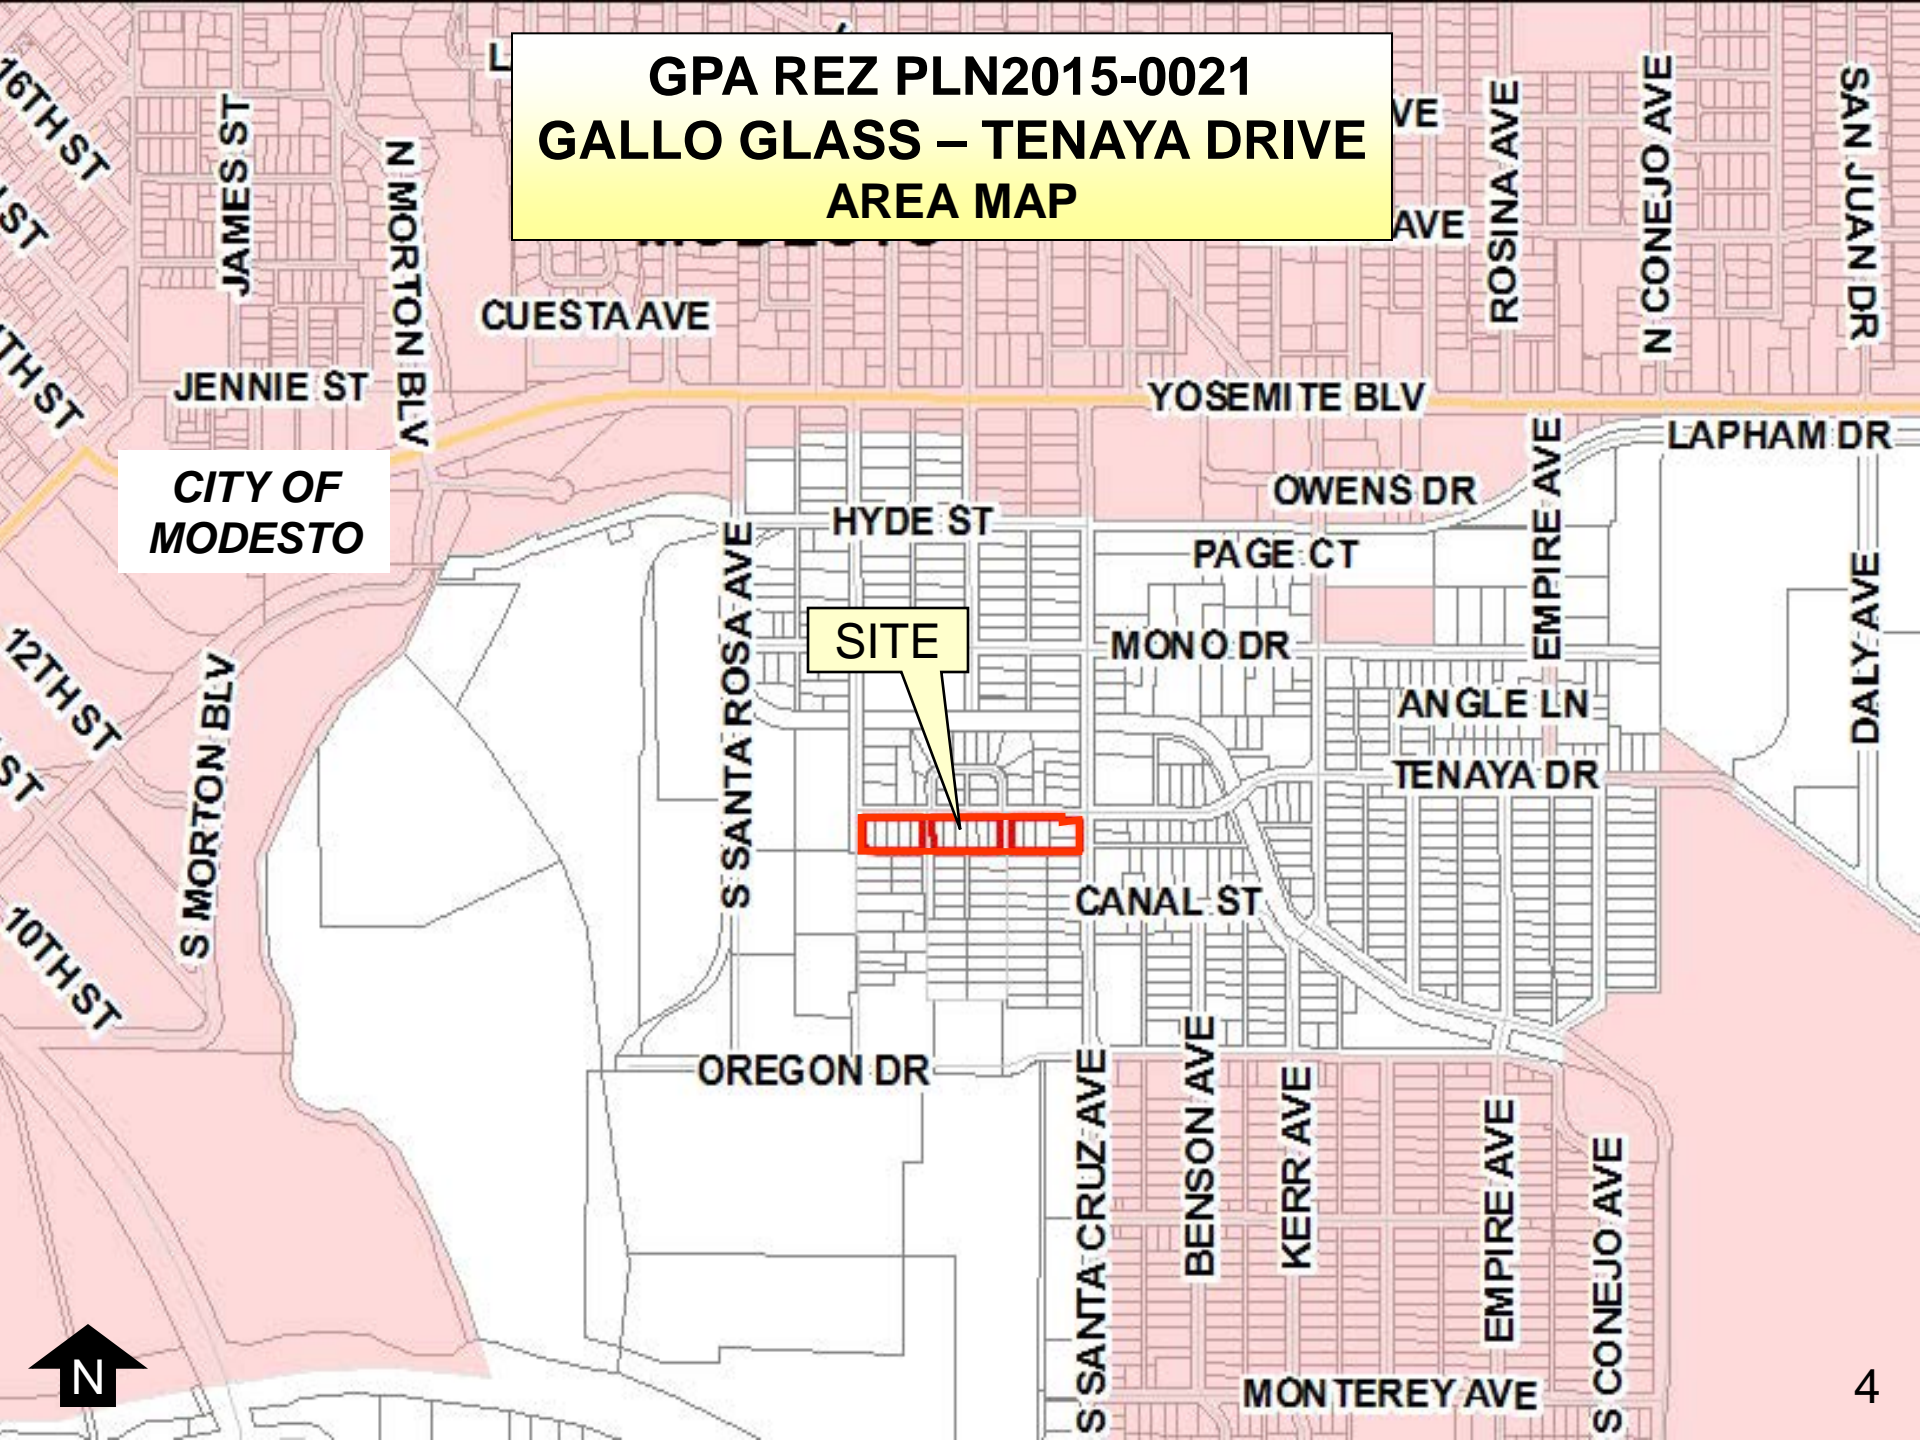 GPA REZ PLN2015-0021
GALLO GLASS – TENAYA DRIVE
AREA MAP
16TH ST
JAMES ST
N MORTON BLV
ROSINA AVE
N CONEJO AVE
SAN JUAN DR
VE
AVE
ST
CUESTA AVE
JENNIE ST
YOSEMITE BLV
LAPHAM DR
CITY OF
MODESTO
OWENS DR
HYDE ST
PAGE CT
EMPIRE AVE
S SANTA ROSA AVE
SITE
MONO DR
DALY AVE
12TH ST
S MORTON BLV
ANGLE LN
TENAYA DR
ST
CANAL ST
10TH ST
OREGON DR
S SANTA CRUZ AVE
BENSON AVE
KERR AVE
EMPIRE AVE
S CONEJO AVE
MONTEREY AVE
N
4